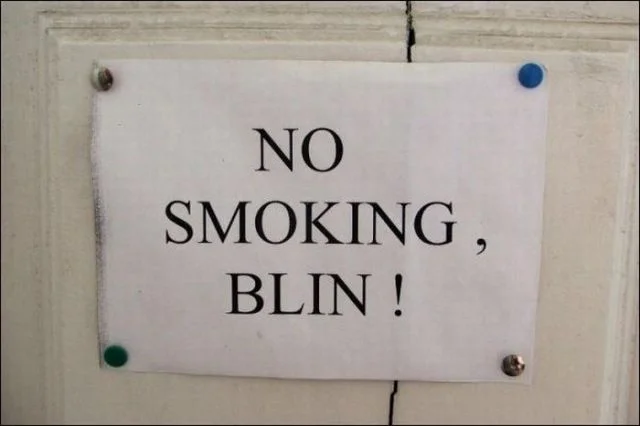 NO
SMOKING ,
BLIN !